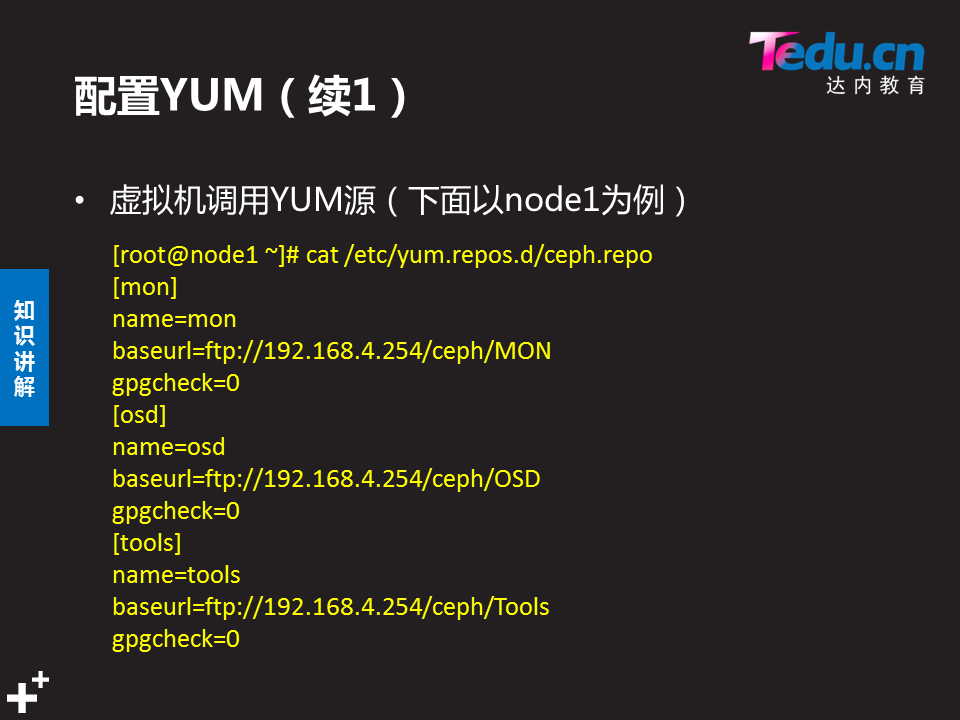 Tedu.cn
达内教育
配置YUM（续1）
• 虚拟机调用YUM源（下面以node1为例）
[root@node1 ~]# cat /etc/yum.repos.d/ceph.repo
[mon]
name=mon
baseurl=ftp://192.168.4.254/ceph/MON
gpgcheck=0
[osd]
name=osd
baseurl=ftp://192.168.4.254/ceph/OSD
gpgcheck=0
[tools]
name=tools
baseurl=ftp://192.168.4.254/ceph/Tools
gpgcheck=0
知识讲解